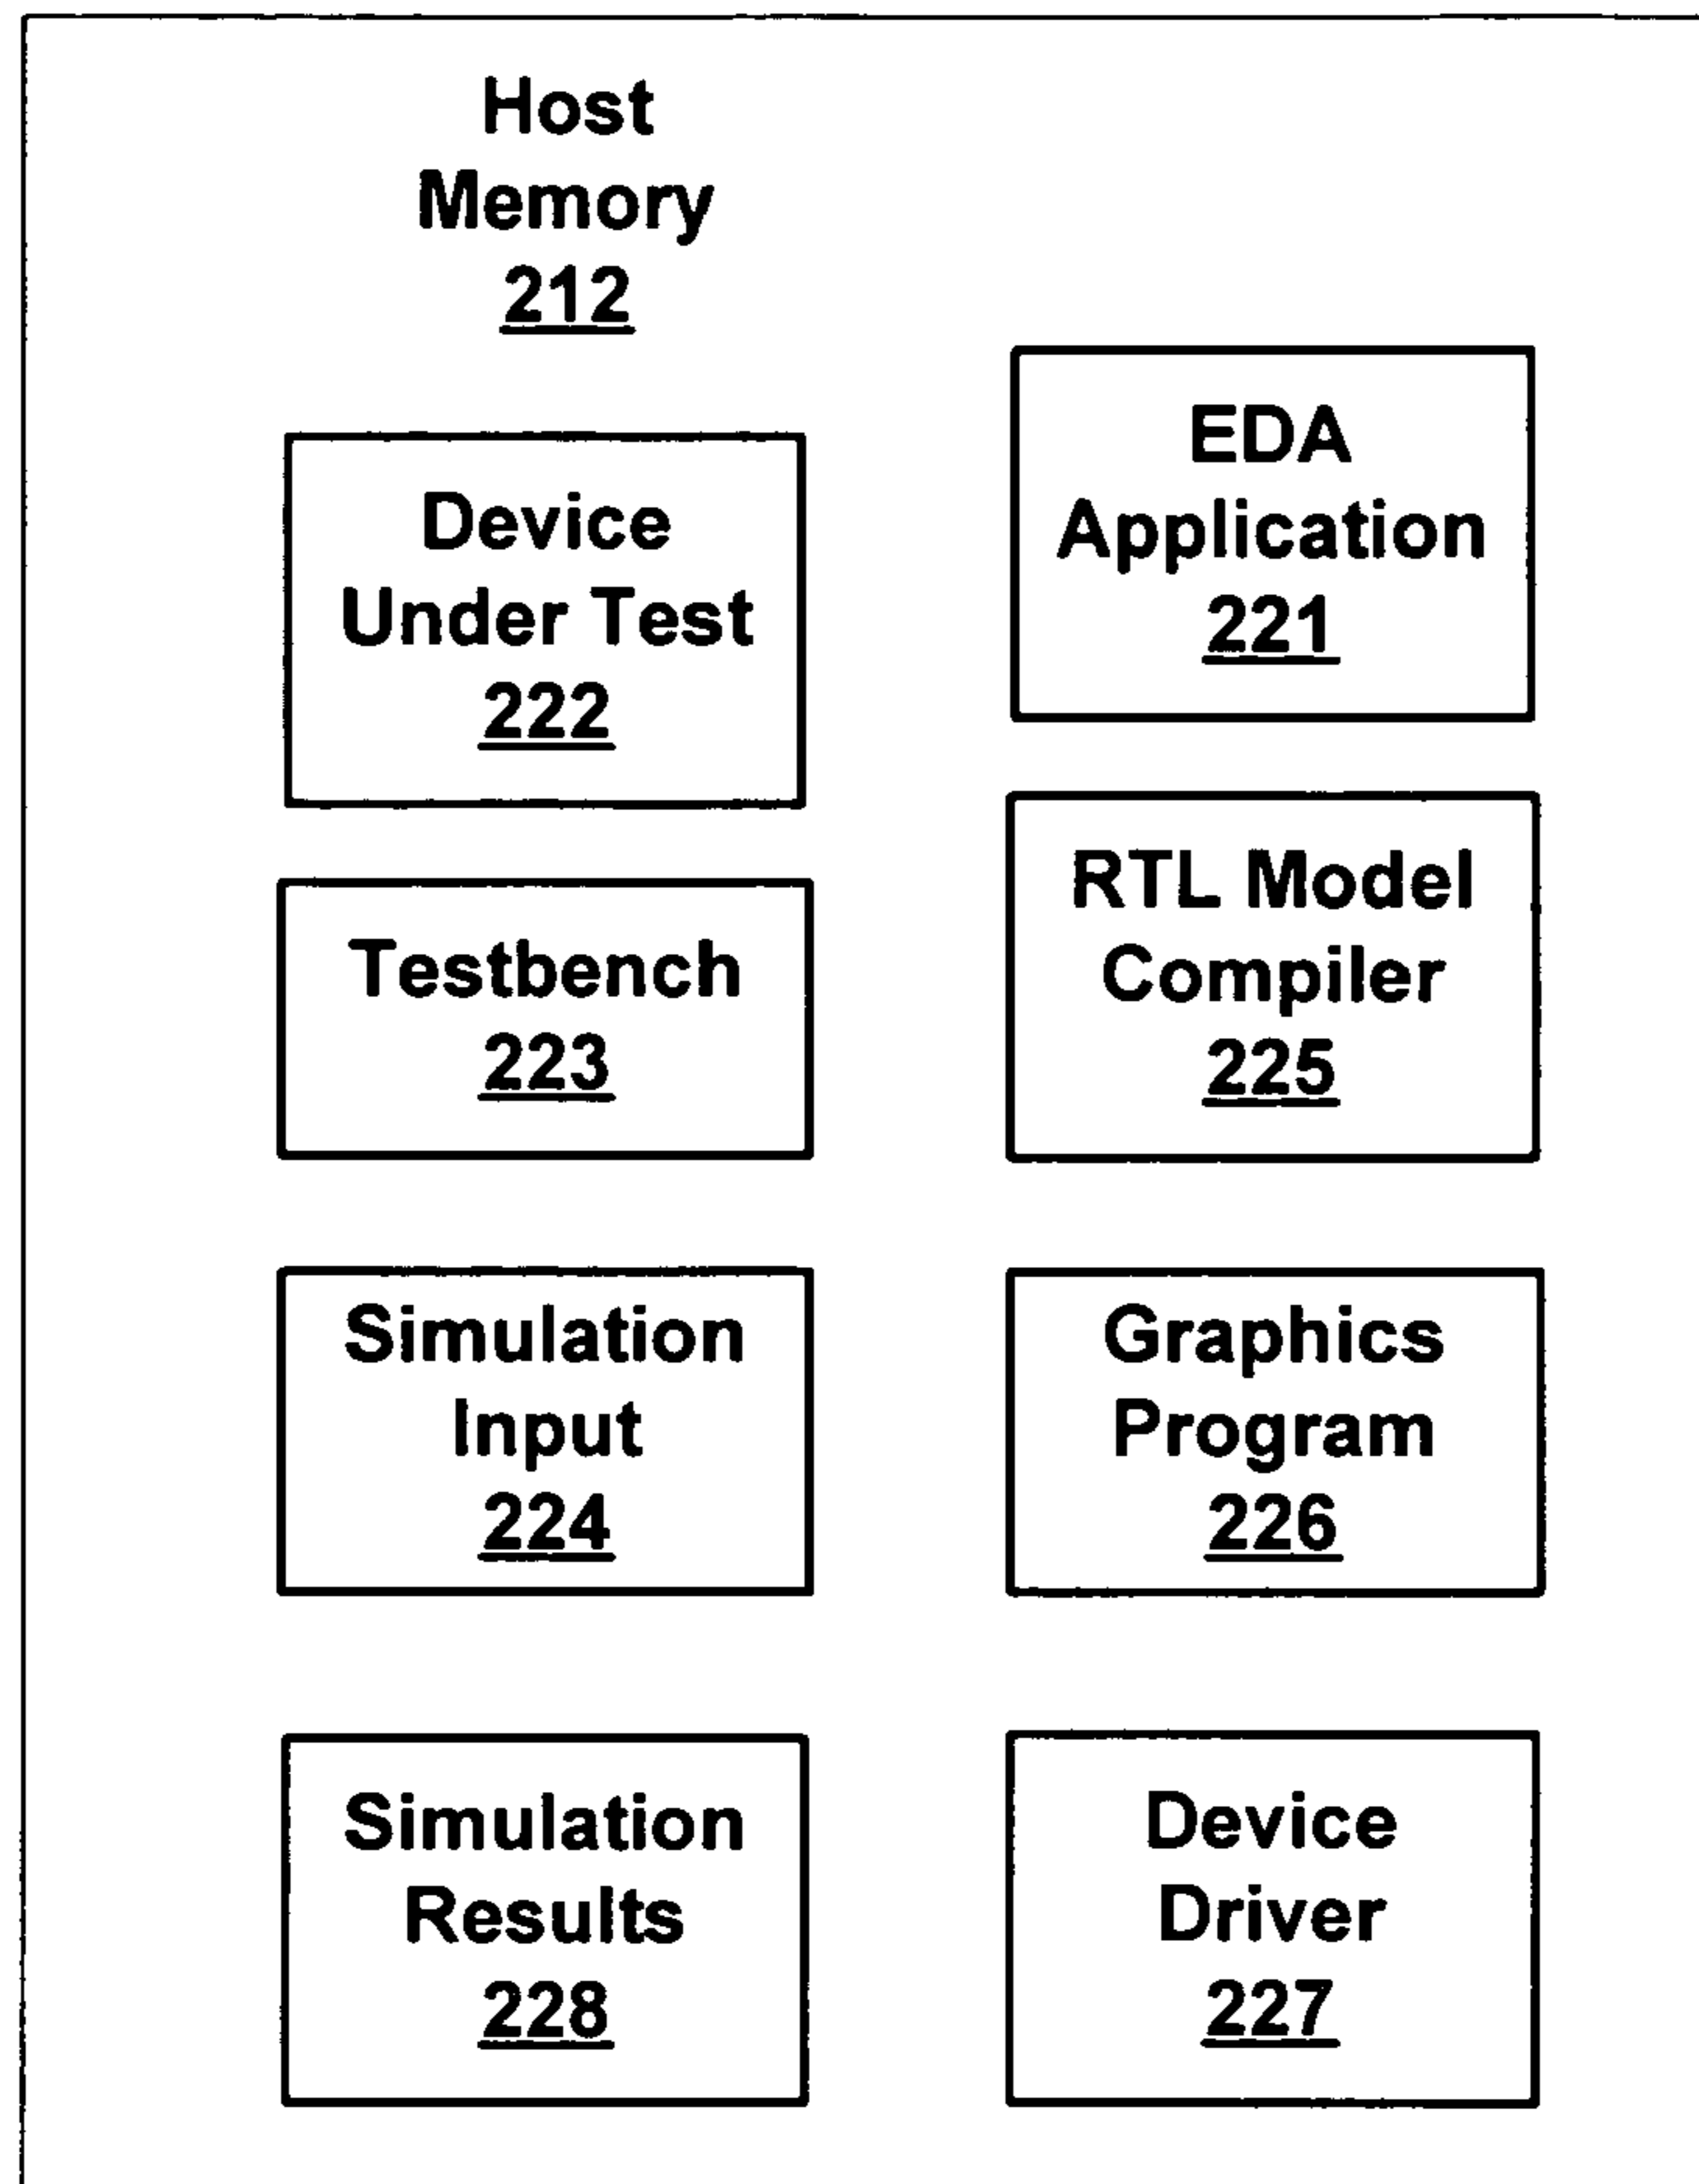 Host
Memory
212
Device
Under Test
222
Testbench
223
Simulation
Input
224
Simulation
Results
228
EDA
Application
221
RTL Model
Compiler
225
Graphics
Program
226
Device
Driver
227